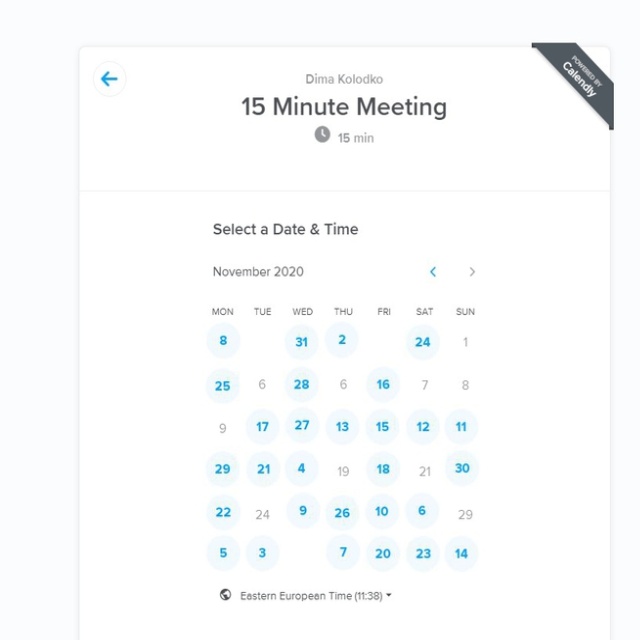 Dima Kolodko
POWERED BY
Calendly
15 Minute Meeting
15 min
Select a Date & Time
November 2020
MON TUE WED THU FRI SAT SUN
8 31 2 24 1
25 6 28 6 16 7 8
9 17 27 13 15 12 11
29 21 4 19 18 21 30
22 24 9 26 10 6 29
5 3 7 20 23 14
Eastern European Time (11:38)